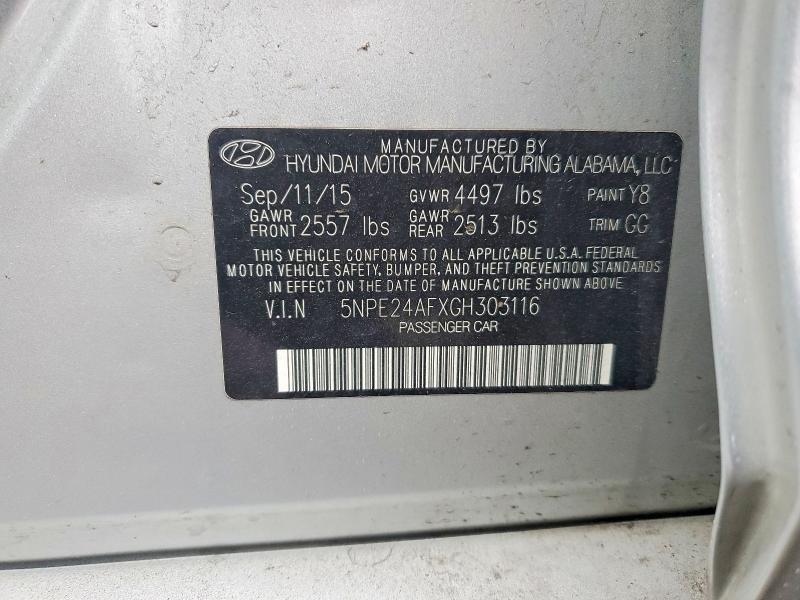 MANUFACTURED BY
HYUNDAI MOTOR MANUFACTURING ALABAMA, LLC
Sep/11/15 GVWR 4497 lbs PAINT Y8
GAWR FRONT 2557 lbs GAWR REAR 2513 lbs TRIM GG
THIS VEHICLE CONFORMS TO ALL APPLICABLE U.S.A. FEDERAL
MOTOR VEHICLE SAFETY, BUMPER, AND THEFT PREVENTION STANDARDS
IN EFFECT ON THE DATE OF MANUFACTURE SHOWN ABOVE
V.I.N 5NPE24AFXGH303116
PASSENGER CAR